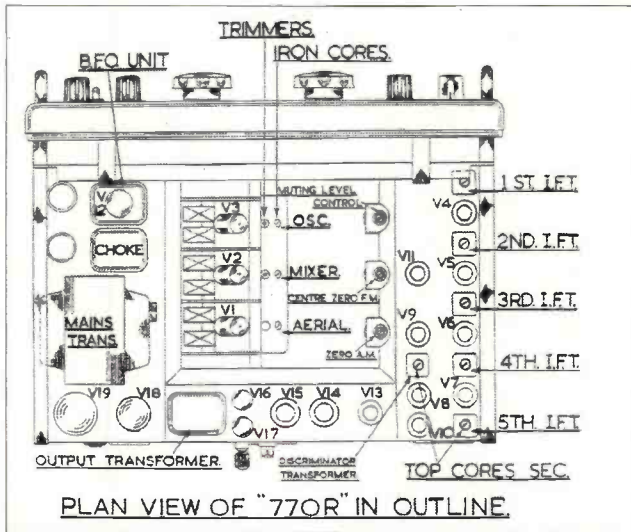 TRIMMERS.
IRON CORES.
B.F.O UNIT
1 ST. I.F.T.
MUTING LEVEL
CONTROL
V12
V3
V4
O.S.C.
CHOKE
2ND. I.F.T.
V2
V11
V5
MIXER
CENTRE ZERO F.M.
3RD. I.F.T.
MAINS
TRANS
V1
V9
V6
AERIAL.
ZERO A.M.
4TH. I.F.T.
V7
V19
V18
V16
V15
V14
V13
V8
V17
V10
5TH. I.F.T.
OUTPUT TRANSFORMER.
DISCRIMINATOR
TRANSFORMER.
TOP CORES SEC.
PLAN VIEW OF "770R" IN OUTLINE.